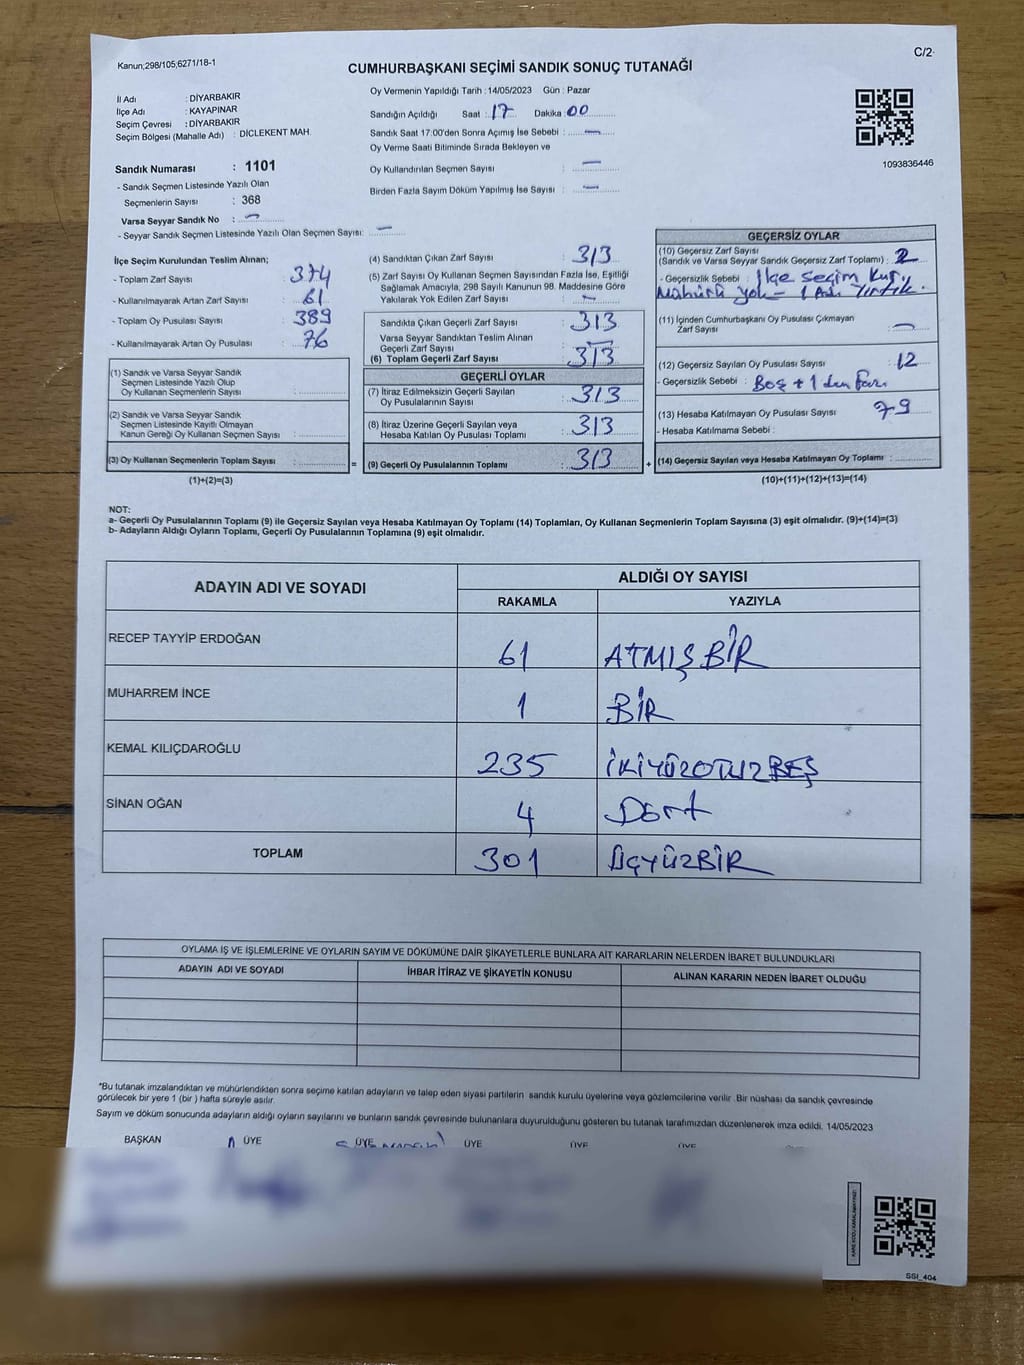 Kanun;298/105;6271/18-1
C/2
CUMHURBAŞKANI SEÇİMİ SANDIK SONUÇ TUTANAĞI
İl Adı : DİYARBAKIR
İlçe Adı : KAYAPINAR
Seçim Çevresi : DİYARBAKIR
Seçim Bölgesi (Mahalle Adı) : DİCLEKENT MAH.
Sandık Numarası : 1101
- Sandık Seçmen Listesinde Yazılı Olan
Seçmenlerin Sayısı : 368
Varsa Seyyar Sandık No : -
- Seyyar Sandık Seçmen Listesinde Yazılı Olan Seçmen Sayısı: -
Oy Vermenin Yapıldığı Tarih : 14/05/2023 Gün : Pazar
Sandığın Açıldığı Saat : 17 Dakika : 00
Sandık Saat 17:00'den Sonra Açımış İse Sebebi : -
Oy Verme Saati Bitiminde Sırada Bekleyen ve
Oy Kullandırılan Seçmen Sayısı : -
Birden Fazla Sayım Döküm Yapılmış İse Sayısı : -
1093836446
İlçe Seçim Kurulundan Teslim Alınan;
- Toplam Zarf Sayısı : 374
- Kullanılmayarak Artan Zarf Sayısı : 61
- Toplam Oy Pusulası Sayısı : 389
- Kullanılmayarak Artan Oy Pusulası : 76
(1) Sandık ve Varsa Seyyar Sandık
Seçmen Listesinde Yazılı Olup
Oy Kullanan Seçmenlerin Sayısı :
(2) Sandık ve Varsa Seyyar Sandık
Seçmen Listesinde Kayıtlı Olmayan
Kanun Gereği Oy Kullanan Seçmen Sayısı :
(3) Oy Kullanan Seçmenlerin Toplam Sayısı :
(1)+(2)=(3)
(4) Sandıktan Çıkan Zarf Sayısı : 313
(5) Zarf Sayısı Oy Kullanan Seçmen Sayısından Fazla İse, Eşitliği
Sağlamak Amacıyla, 298 Sayılı Kanunun 98. Maddesine Göre
Yakılarak Yok Edilen Zarf Sayısı : -
Sandıkta Çıkan Geçerli Zarf Sayısı : 313
Varsa Seyyar Sandıktan Teslim Alınan
Geçerli Zarf Sayısı : -
(6) Toplam Geçerli Zarf Sayısı : 313
GEÇERLİ OYLAR
(7) İtiraz Edilmeksizin Geçerli Sayılan
Oy Pusulalarının Sayısı : 313
(8) İtiraz Üzerine Geçerli Sayılan veya
Hesaba Katılan Oy Pusulası Toplamı : 313
= (9) Geçerli Oy Pusulalarının Toplamı : 313 +
GEÇERSİZ OYLAR
(10) Geçersiz Zarf Sayısı
(Sandık ve Varsa Seyyar Sandık Geçersiz Zarf Toplamı) : 2
- Geçersizlik Sebebi : İlçe seçim Kur.
Mühürü yok - 1 Adı Yırtık.
(11) İçinden Cumhurbaşkanı Oy Pusulası Çıkmayan
Zarf Sayısı : -
(12) Geçersiz Sayılan Oy Pusulası Sayısı : 12
- Geçersizlik Sebebi : Boş + 1 den fazı
(13) Hesaba Katılmayan Oy Pusulası Sayısı : 79
- Hesaba Katılmama Sebebi :
(14) Geçersiz Sayılan veya Hesaba Katılmayan Oy Toplamı :
(10)+(11)+(12)+(13)=(14)
NOT:
a- Geçerli Oy Pusulalarının Toplamı (9) ile Geçersiz Sayılan veya Hesaba Katılmayan Oy Toplamı (14) Toplamları, Oy Kullanan Seçmenlerin Toplam Sayısına (3) eşit olmalıdır. (9)+(14)=(3)
b- Adayların Aldığı Oyların Toplamı, Geçerli Oy Pusulalarının Toplamına (9) eşit olmalıdır.
ADAYIN ADI VE SOYADI ALDIĞI OY SAYISI
RAKAMLA YAZIYLA
RECEP TAYYİP ERDOĞAN 61 ATMIŞ BİR
MUHARREM İNCE 1 BİR
KEMAL KILIÇDAROĞLU 235 İKİYÜZOTUZBEŞ
SİNAN OĞAN 4 Dört
TOPLAM 301 ÜÇYÜZBİR
OYLAMA İŞ VE İŞLEMLERİNE VE OYLARIN SAYIM VE DÖKÜMÜNE DAİR ŞİKAYETLERLE BUNLARA AİT KARARLARIN NELERDEN İBARET BULUNDUKLARI
ADAYIN ADI VE SOYADI İHBAR İTİRAZ VE ŞİKAYETİN KONUSU ALINAN KARARIN NEDEN İBARET OLDUĞU
*Bu tutanak imzalandıktan ve mühürlendikten sonra seçime katılan adayların ve talep eden siyasi partilerin sandık kurulu üyelerine veya gözlemcilerine verilir .Bir nüshası da sandık çevresinde
görülecek bir yere 1 (bir ) hafta süreyle asılır.
Sayım ve döküm sonucunda adayların aldığı oyların sayılarını ve bunların sandık çevresinde bulunanlara duyurulduğunu gösteren bu tutanak tarafımızdan düzenlenerek imza edildi. 14/05/2023
BAŞKAN ÜYE ÜYE ÜYE ÜYE ÜYE
SSİ_404